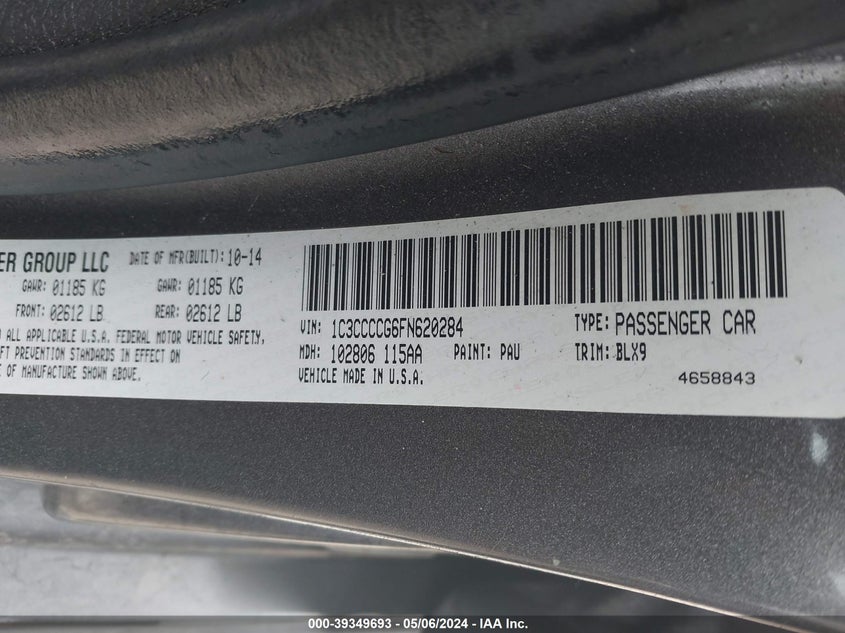 ER GROUP LLC DATE OF MFR(BUILT): 10-14
GAWR: 01185 KG GAWR: 01185 KG
FRONT: 02612 LB REAR: 02612 LB
ALL APPLICABLE U.S.A. FEDERAL MOTOR VEHICLE SAFETY,
FT PREVENTION STANDARDS IN EFFECT ON
E OF MANUFACTURE SHOWN ABOVE.
VIN: 1C3CCCCG6FN620284 TYPE: PASSENGER CAR
MDH: 102806 115AA PAINT: PAU TRIM: BLX9
VEHICLE MADE IN U.S.A. 4658843
000-39349693 - 05/06/2024 - IAA Inc.